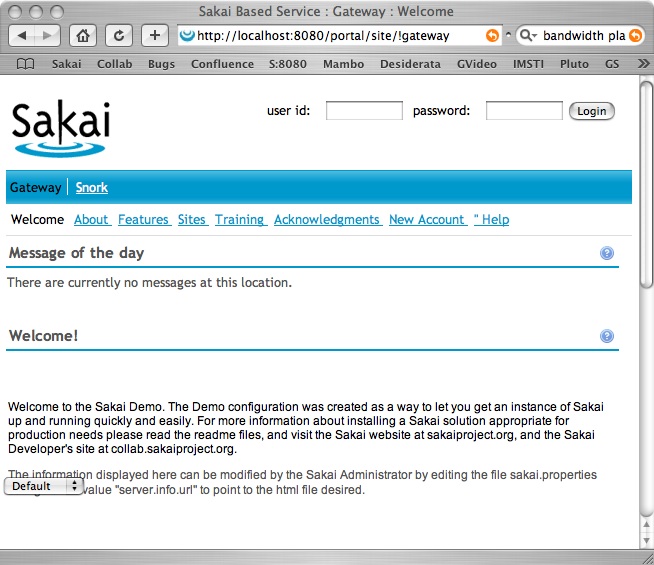 Sakai Based Service : Gateway : Welcome
http://localhost:8080/portal/site/!gateway
bandwidth pla
Sakai Collab Bugs Confluence S:8080 Mambo Desiderata GVideo IMSTI Pluto GS
Sakai
user id: password: Login
Gateway Snork
Welcome About Features Sites Training Acknowledgments New Account " Help
Message of the day
There are currently no messages at this location.
Welcome!
Welcome to the Sakai Demo. The Demo configuration was created as a way to let you get an instance of Sakai
up and running quickly and easily. For more information about installing a Sakai solution appropriate for
production needs please read the readme files, and visit the Sakai website at sakaiproject.org, and the Sakai
Developer's site at collab.sakaiproject.org.
The information displayed here can be modified by the Sakai Administrator by editing the file sakai.properties
Default value "server.info.url" to point to the html file desired.